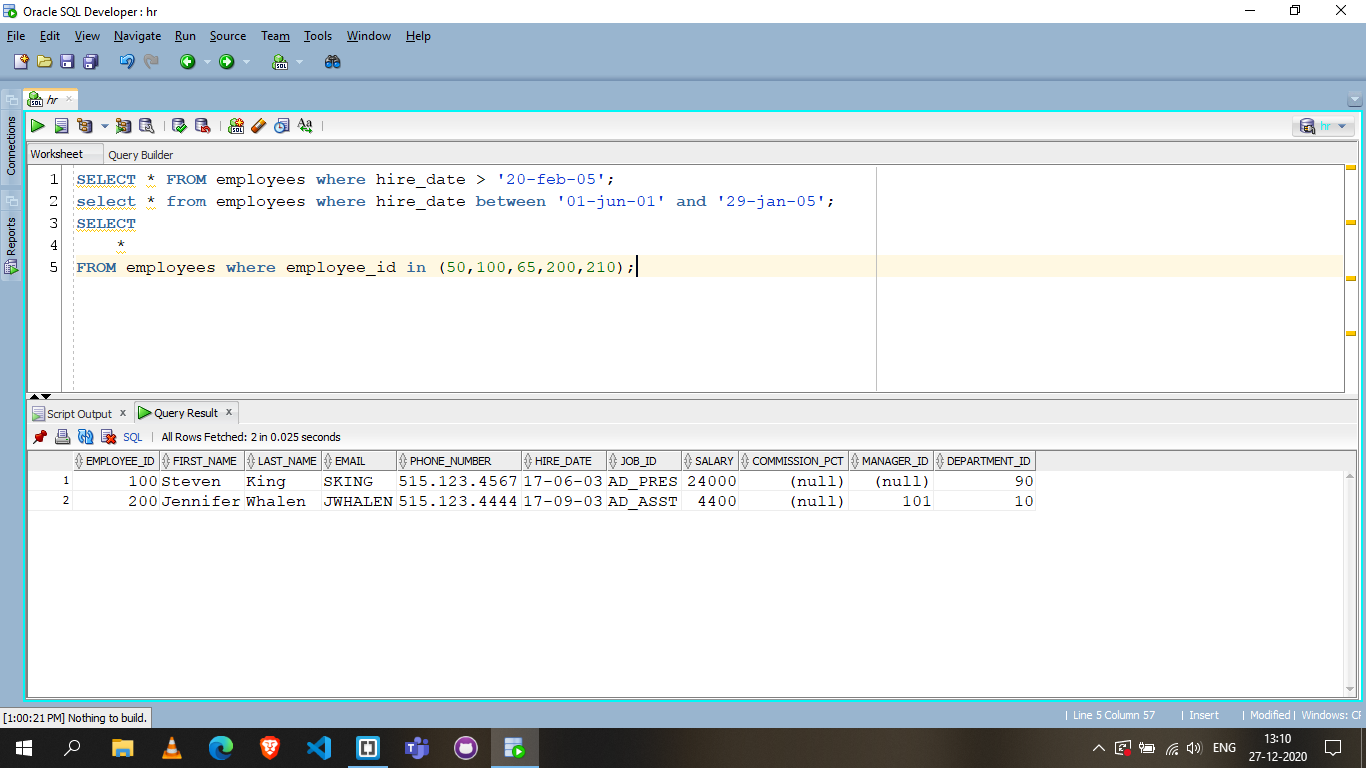 Oracle SQL Developer : hr
File Edit View Navigate Run Source Team Tools Window Help
hr
Connections
Reports
hr
Worksheet Query Builder
1 SELECT * FROM employees where hire_date > '20-feb-05';
2 select * from employees where hire_date between '01-jun-01' and '29-jan-05';
3 SELECT
4 *
5 FROM employees where employee_id in (50,100,65,200,210);
Script Output x Query Result x
SQL | All Rows Fetched: 2 in 0.025 seconds
EMPLOYEE_ID FIRST_NAME LAST_NAME EMAIL PHONE_NUMBER HIRE_DATE JOB_ID SALARY COMMISSION_PCT MANAGER_ID DEPARTMENT_ID
1 100 Steven King SKING 515.123.4567 17-06-03 AD_PRES 24000 (null) (null) 90
2 200 Jennifer Whalen JWHALEN 515.123.4444 17-09-03 AD_ASST 4400 (null) 101 10
[1:00:21 PM] Nothing to build.
| Line 5 Column 57 | Insert | Modified | Windows: CF
ENG
13:10
27-12-2020